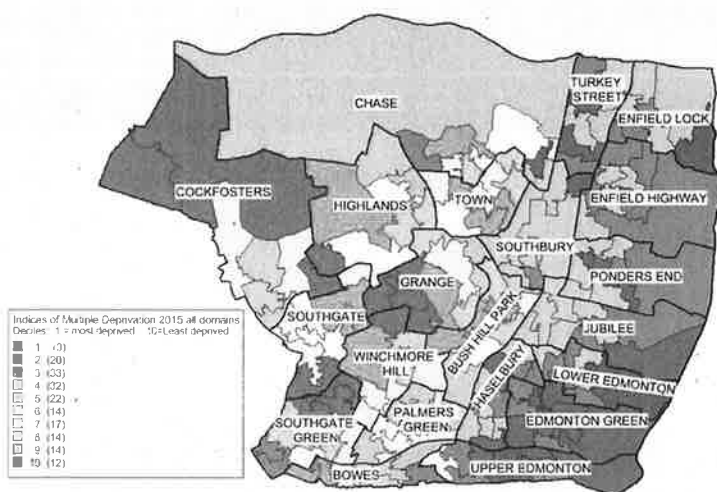 TURKEY
STREET
CHASE
ENFIELD LOCK
COCKFOSTERS
HIGHLANDS
TOWN
ENFIELD HIGHWAY
SOUTHBURY
GRANGE
PONDERS END
Indices of Multiple Deprivation 2015 all domains
Deciles: 1 = most deprived 10=Least deprived
1 (3)
2 (20)
3 (33)
4 (32)
5 (22)
6 (14)
7 (17)
8 (14)
9 (14)
10 (12)
SOUTHGATE
BUSH HILL PARK
JUBILEE
WINCHMORE
HILL
HASELBURY
LOWER EDMONTON
SOUTHGATE
GREEN
PALMERS
GREEN
EDMONTON GREEN
BOWES
UPPER EDMONTON